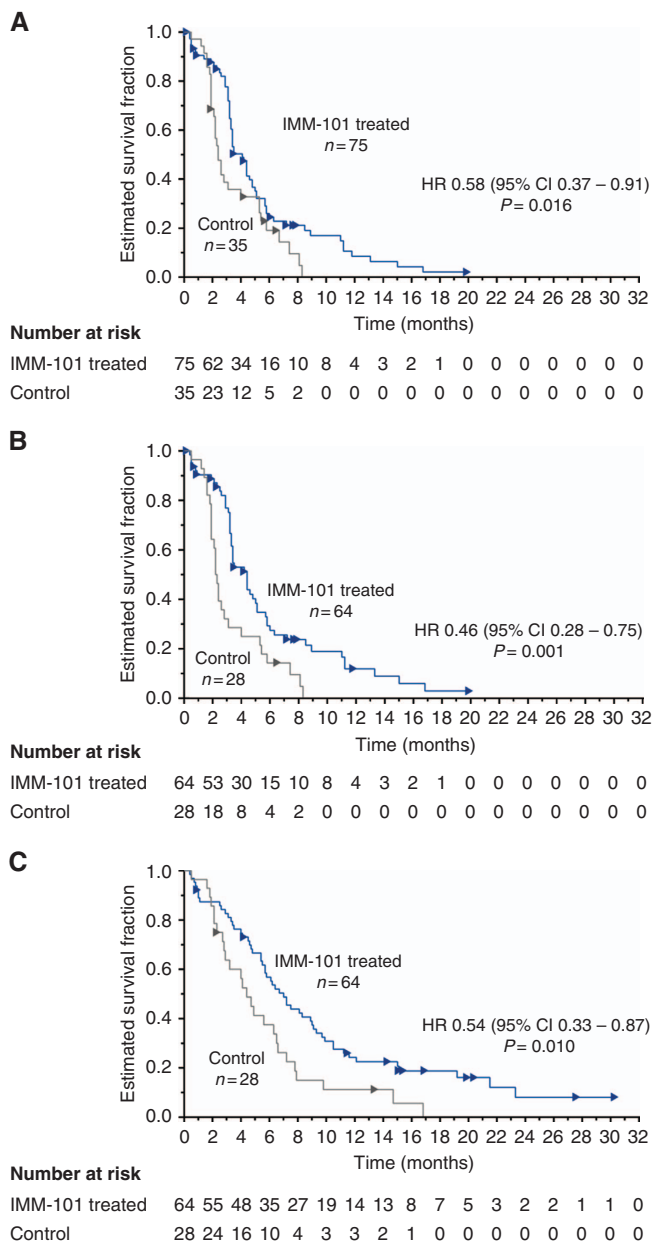 A
Estimated survival fraction
1.0
0.8
0.6
0.4
0.2
0.0
IMM-101 treated
n=75
HR 0.58 (95% CI 0.37 – 0.91)
P= 0.016
Control
n=35
0 2 4 6 8 10 12 14 16 18 20 22 24 26 28 30 32
Time (months)
Number at risk
IMM-101 treated 75 62 34 16 10 8 4 3 2 1 0 0 0 0 0 0 0
Control 35 23 12 5 2 0 0 0 0 0 0 0 0 0 0 0 0
B
Estimated survival fraction
1.0
0.8
0.6
0.4
0.2
0.0
IMM-101 treated
n=64
HR 0.46 (95% CI 0.28 – 0.75)
P= 0.001
Control
n=28
0 2 4 6 8 10 12 14 16 18 20 22 24 26 28 30 32
Time (months)
Number at risk
IMM-101 treated 64 53 30 15 10 8 4 3 2 1 0 0 0 0 0 0 0
Control 28 18 8 4 2 0 0 0 0 0 0 0 0 0 0 0 0
C
Estimated survival fraction
1.0
0.8
0.6
0.4
0.2
0.0
IMM-101 treated
n=64
HR 0.54 (95% CI 0.33 – 0.87)
P= 0.010
Control
n=28
0 2 4 6 8 10 12 14 16 18 20 22 24 26 28 30 32
Time (months)
Number at risk
IMM-101 treated 64 55 48 35 27 19 14 13 8 7 5 3 2 2 1 1 0
Control 28 24 16 10 4 3 3 2 1 0 0 0 0 0 0 0 0